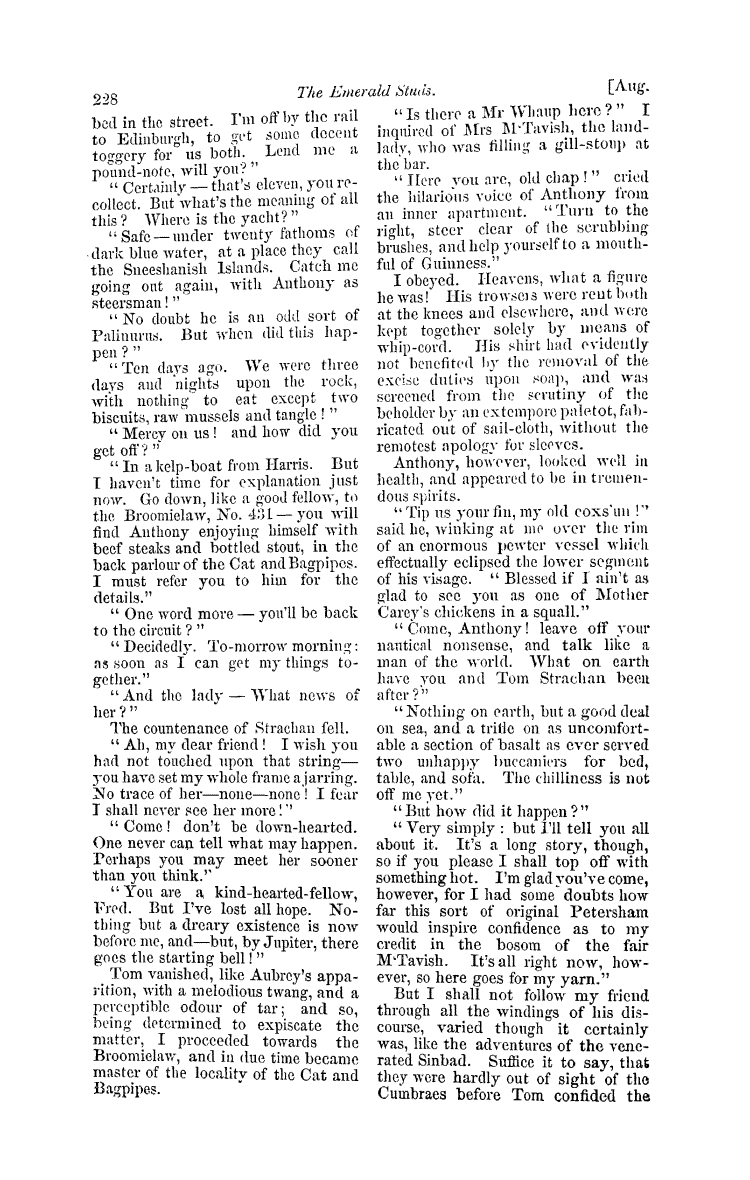 228
The Emerald Studs.
[Aug.
bed in the street. I'm off by the rail
to Edinburgh, to get some decent
toggery for us both. Lend me a
pound-note, will you?"
"Certainly — that's eleven, you re-
collect. But what's the meaning of all
this? Where is the yacht?"
"Safe — under twenty fathoms of
dark blue water, at a place they call
the Sneeshanish Islands. Catch me
going out again, with Anthony as
steersman!"
"No doubt he is an odd sort of
Palinurus. But when did this hap-
pen?"
"Ten days ago. We were three
days and nights upon the rock,
with nothing to eat except two
biscuits, raw mussels and tangle!"
"Mercy on us! and how did you
get off?"
"In a kelp-boat from Harris. But
I haven't time for explanation just
now. Go down, like a good fellow, to
the Broomielaw, No. 431 — you will
find Anthony enjoying himself with
beef steaks and bottled stout, in the
back parlour of the Cat and Bagpipes.
I must refer you to him for the
details."
"One word more — you'll be back
to the circuit?"
"Decidedly. To-morrow morning:
as soon as I can get my things to-
gether."
"And the lady — What news of
her?"
The countenance of Strachan fell.
"Ah, my dear friend! I wish you
had not touched upon that string—
you have set my whole frame a jarring.
No trace of her—none—none! I fear
I shall never see her more!"
"Come! don't be down-hearted.
One never can tell what may happen.
Perhaps you may meet her sooner
than you think."
"You are a kind-hearted-fellow,
Fred. But I've lost all hope. No-
thing but a dreary existence is now
before me, and—but, by Jupiter, there
goes the starting bell!"
Tom vanished, like Aubrey's appa-
rition, with a melodious twang, and a
perceptible odour of tar; and so,
being determined to expiscate the
matter, I proceeded towards the
Broomielaw, and in due time became
master of the locality of the Cat and
Bagpipes.
"Is there a Mr Whaup here?" I
inquired of Mrs M'Tavish, the land-
lady, who was filling a gill-stoup at
the bar.
"Here you are, old chap!" cried
the hilarious voice of Anthony from
an inner apartment. "Turn to the
right, steer clear of the scrubbing
brushes, and help yourself to a mouth-
ful of Guinness."
I obeyed. Heavens, what a figure
he was! His trowsers were rent both
at the knees and elsewhere, and were
kept together solely by means of
whip-cord. His shirt had evidently
not benefited by the removal of the
excise duties upon soap, and was
screened from the scrutiny of the
beholder by an extempore paletot, fab-
ricated out of sail-cloth, without the
remotest apology for sleeves.
Anthony, however, looked well in
health, and appeared to be in tremen-
dous spirits.
"Tip us your fin, my old coxs'un!"
said he, winking at me over the rim
of an enormous pewter vessel which
effectually eclipsed the lower segment
of his visage. "Blessed if I ain't as
glad to see you as one of Mother
Carey's chickens in a squall."
"Come, Anthony! leave off your
nautical nonsense, and talk like a
man of the world. What on earth
have you and Tom Strachan been
after?"
"Nothing on earth, but a good deal
on sea, and a trifle on as uncomfort-
able a section of basalt as ever served
two unhappy buccaniers for bed,
table, and sofa. The chilliness is not
off me yet."
"But how did it happen?"
"Very simply: but I'll tell you all
about it. It's a long story, though,
so if you please I shall top off with
something hot. I'm glad you've come,
however, for I had some doubts how
far this sort of original Petersham
would inspire confidence as to my
credit in the bosom of the fair
M'Tavish. It's all right now, how-
ever, so here goes for my yarn."
But I shall not follow my friend
through all the windings of his dis-
course, varied though it certainly
was, like the adventures of the vene-
rated Sinbad. Suffice it to say, that
they were hardly out of sight of the
Cumbraes before Tom confided the